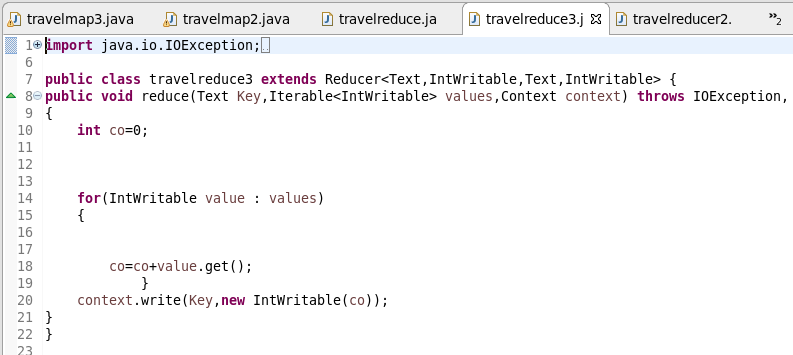 travelmap3.java travelmap2.java travelreduce.ja travelreduce3.j travelreducer2. »2
1 import java.io.IOException;
6
7 public class travelreduce3 extends Reducer<Text,IntWritable,Text,IntWritable> {
8 public void reduce(Text Key,Iterable<IntWritable> values,Context context) throws IOException,
9 {
10 int co=0;
11
12
13
14 for(IntWritable value : values)
15 {
16
17
18 co=co+value.get();
19 }
20 context.write(Key,new IntWritable(co));
21 }
22 }
23